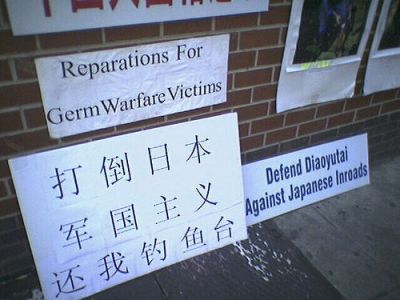 Reparations For
Germ Warfare Victims
打倒日本
军国主义
还我钓鱼台
Defend Diaoyutai
Against Japanese Inroads